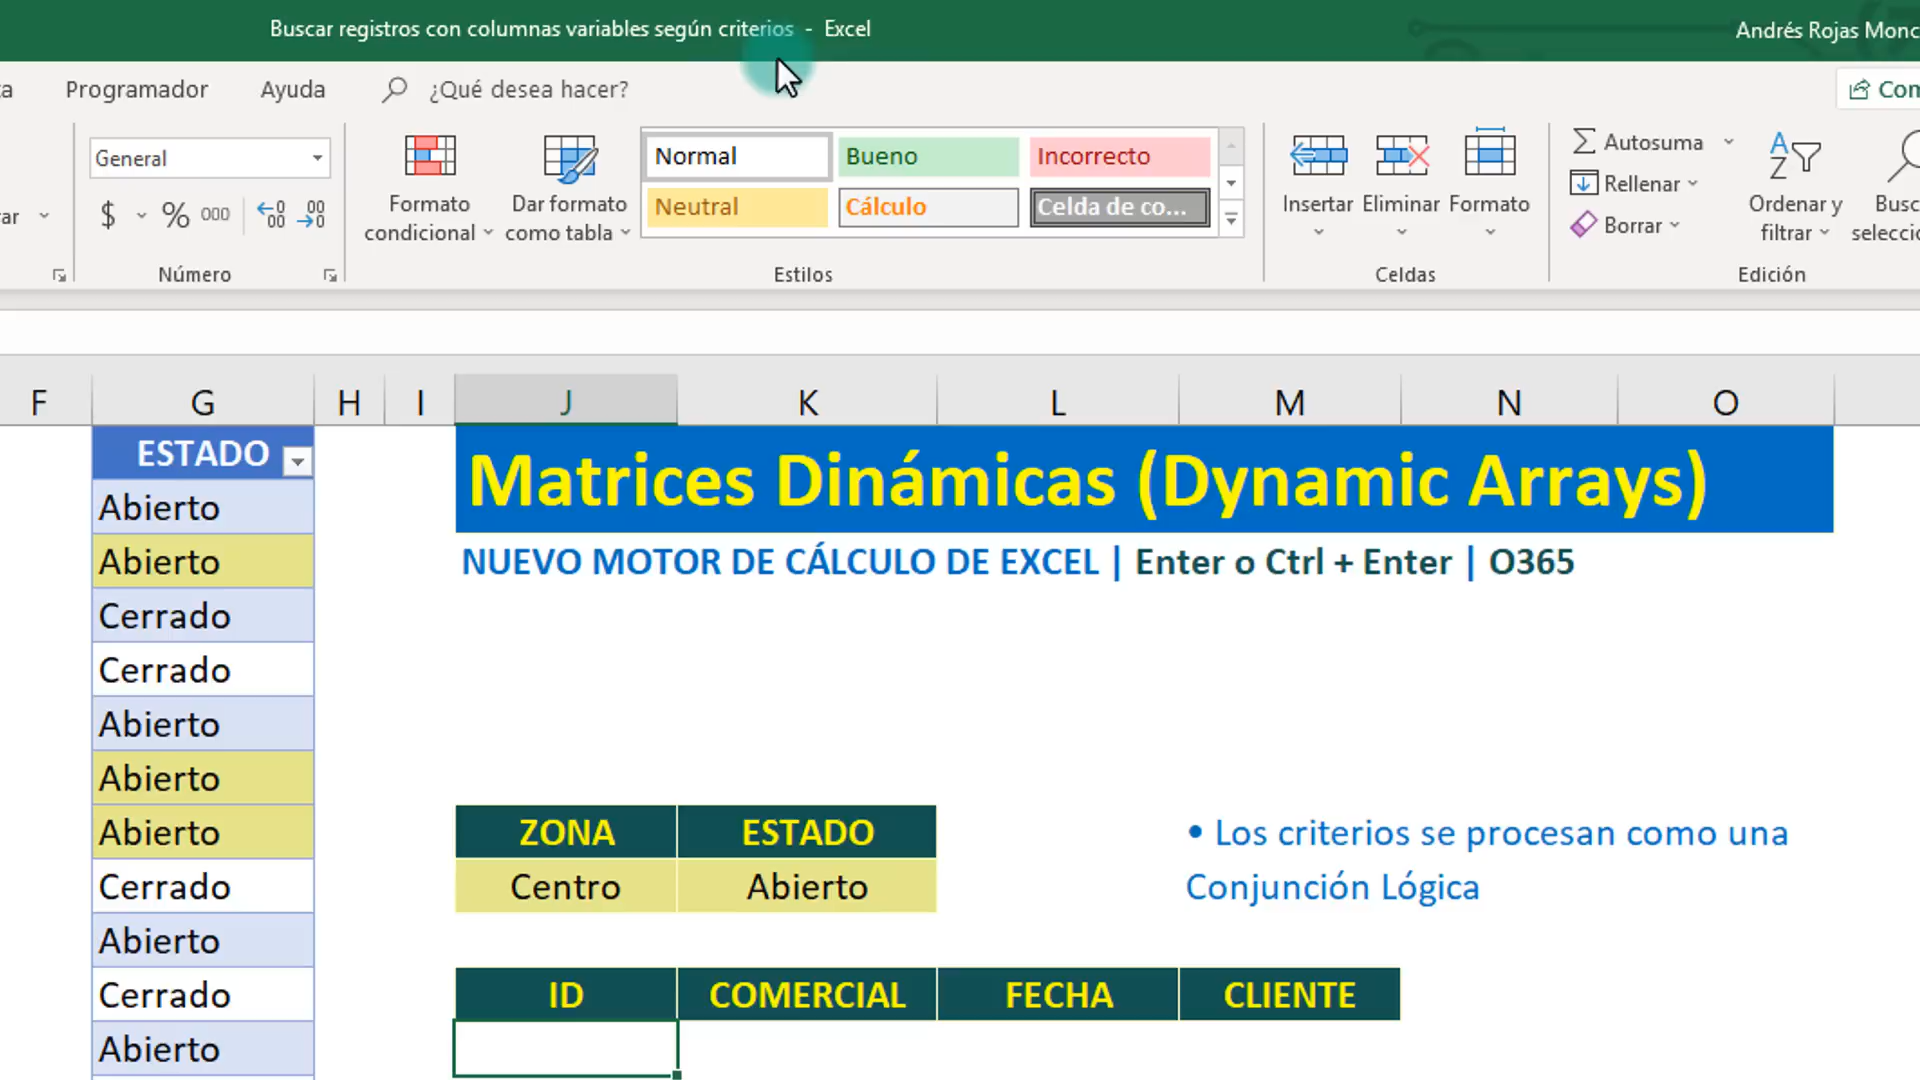 Buscar registros con columnas variables según criterios - Excel
Andrés Rojas Monc
a
Programador
Ayuda
¿Qué desea hacer?
Com
General
Formato condicional
Dar formato como tabla
Normal
Bueno
Incorrecto
Neutral
Cálculo
Celda de co...
Insertar
Eliminar
Formato
Autosuma
Rellenar
Borrar
Ordenar y filtrar
Busc
selecció
ar
$
%
000
Número
Estilos
Celdas
Edición
F
G
H
I
J
K
L
M
N
O
ESTADO
Abierto
Abierto
Cerrado
Cerrado
Abierto
Abierto
Abierto
Cerrado
Abierto
Cerrado
Abierto
Matrices Dinámicas (Dynamic Arrays)
NUEVO MOTOR DE CÁLCULO DE EXCEL | Enter o Ctrl + Enter | O365
ZONA ESTADO
Centro Abierto
• Los criterios se procesan como una
Conjunción Lógica
ID COMERCIAL FECHA CLIENTE